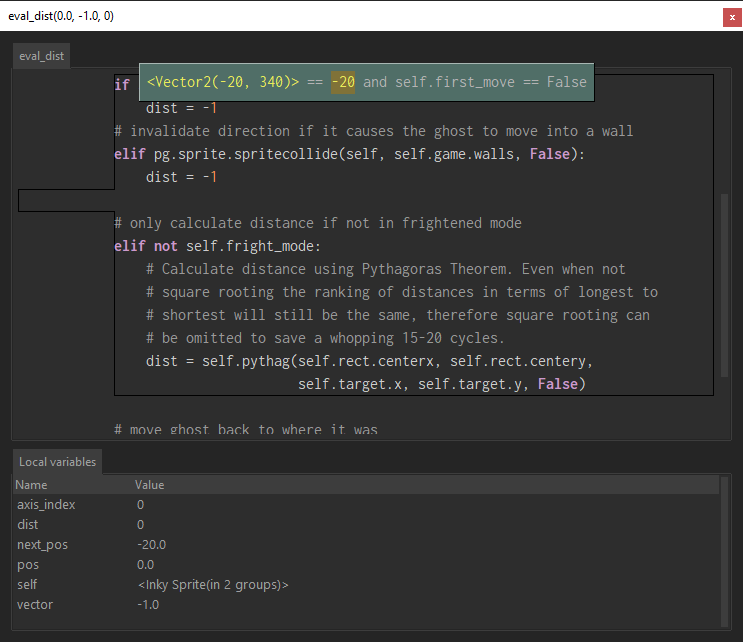 eval_dist(0.0, -1.0, 0)
x
eval_dist
if <Vector2(-20, 340)> == -20 and self.first_move == False
dist = -1
# invalidate direction if it causes the ghost to move into a wall
elif pg.sprite.spritecollide(self, self.game.walls, False):
dist = -1
# only calculate distance if not in frightened mode
elif not self.fright_mode:
# Calculate distance using Pythagoras Theorem. Even when not
# square rooting the ranking of distances in terms of longest to
# shortest will still be the same, therefore square rooting can
# be omitted to save a whopping 15-20 cycles.
dist = self.pythag(self.rect.centerx, self.rect.centery,
self.target.x, self.target.y, False)
# move ghost back to where it was
Local variables
Name Value
axis_index 0
dist 0
next_pos -20.0
pos 0.0
self <Inky Sprite(in 2 groups)>
vector -1.0